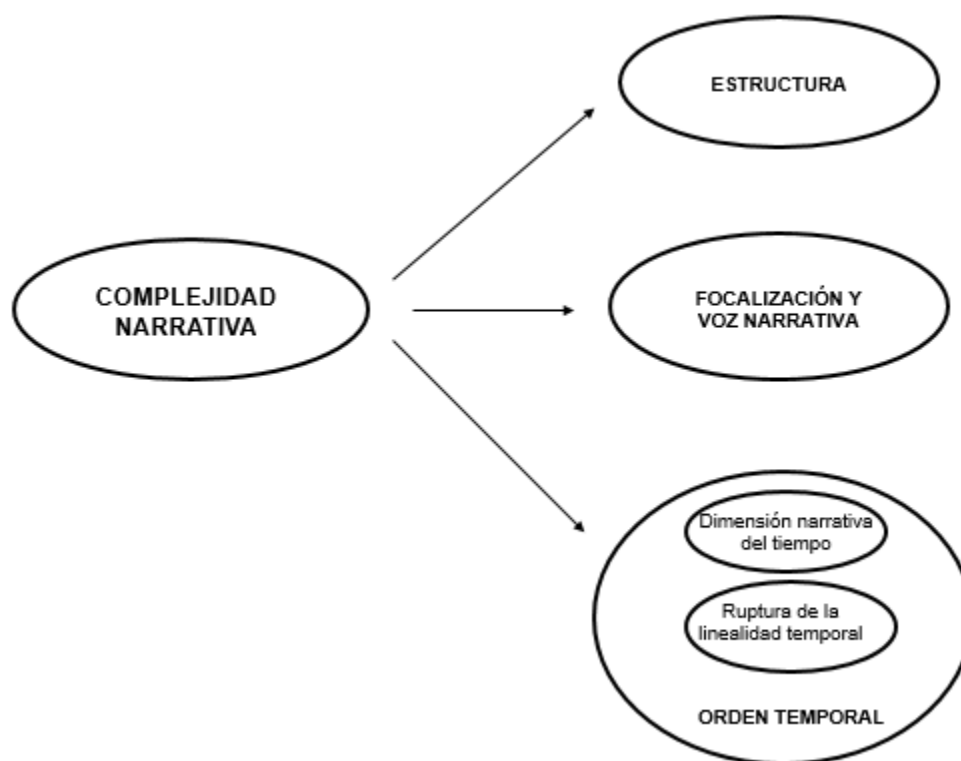 ESTRUCTURA
COMPLEJIDAD
NARRATIVA
FOCALIZACIÓN Y
VOZ NARRATIVA
Dimensión narrativa
del tiempo
Ruptura de la
linealidad temporal
ORDEN TEMPORAL